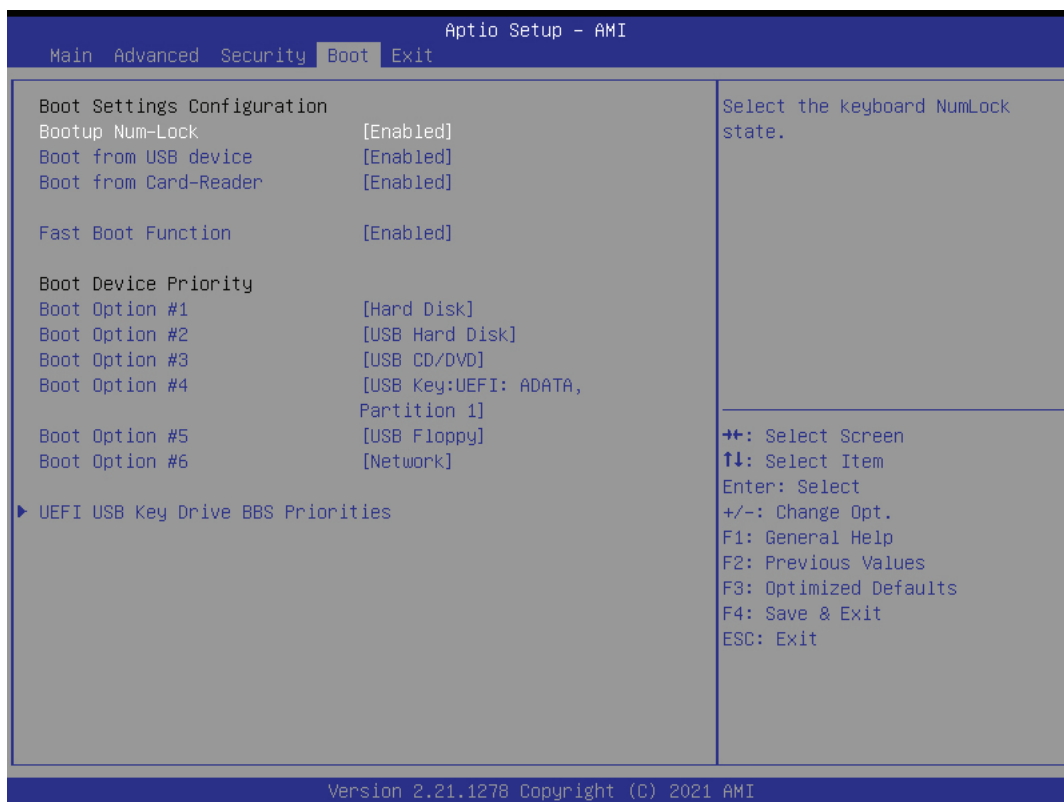 Aptio Setup – AMI
Main Advanced Security Boot Exit
Boot Settings Configuration
Bootup Num-Lock [Enabled]
Boot from USB device [Enabled]
Boot from Card-Reader [Enabled]
Fast Boot Function [Enabled]
Boot Device Priority
Boot Option #1 [Hard Disk]
Boot Option #2 [USB Hard Disk]
Boot Option #3 [USB CD/DVD]
Boot Option #4 [USB Key:UEFI: ADATA,
Partition 1]
Boot Option #5 [USB Floppy]
Boot Option #6 [Network]
▶ UEFI USB Key Drive BBS Priorities
Select the keyboard NumLock
state.
→←: Select Screen
↑↓: Select Item
Enter: Select
+/-: Change Opt.
F1: General Help
F2: Previous Values
F3: Optimized Defaults
F4: Save & Exit
ESC: Exit
Version 2.21.1278 Copyright (C) 2021 AMI